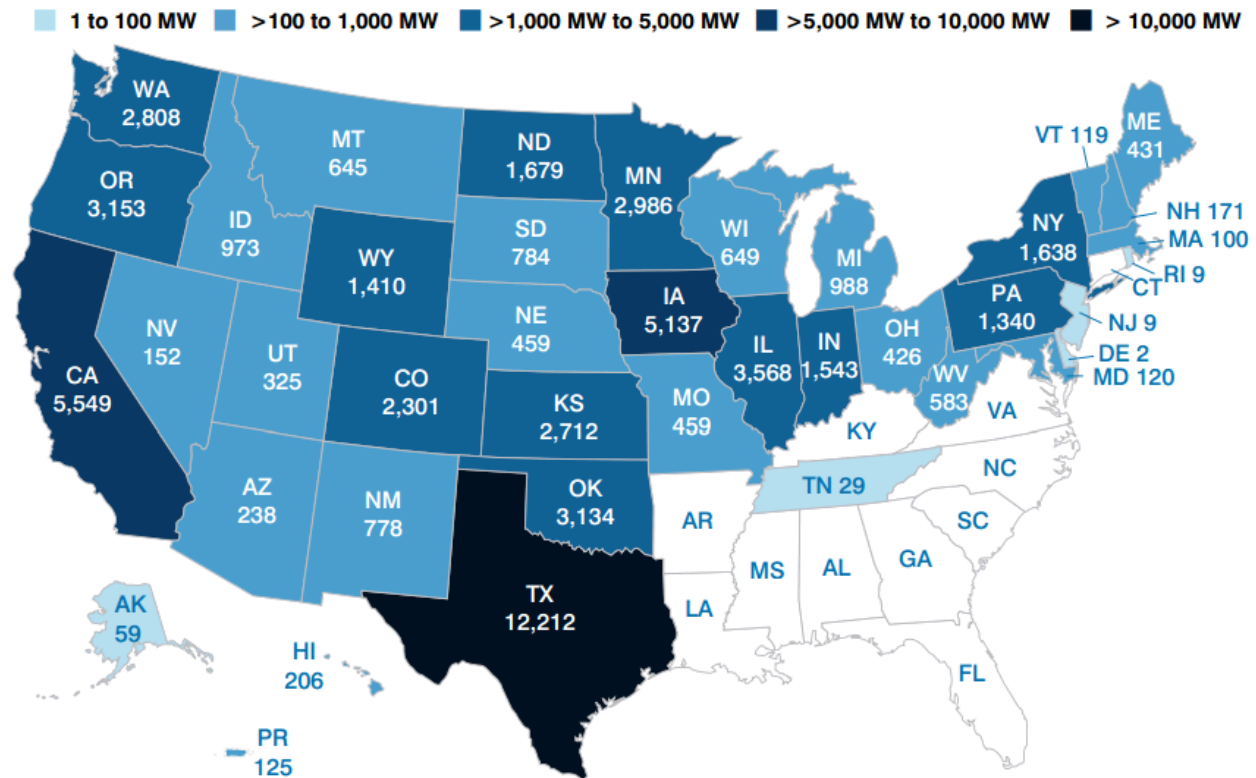 1 to 100 MW >100 to 1,000 MW >1,000 MW to 5,000 MW >5,000 MW to 10,000 MW > 10,000 MW
WA
2,808
OR
3,153
CA
5,549
NV
152
ID
973
MT
645
WY
1,410
UT
325
AZ
238
CO
2,301
NM
778
ND
1,679
SD
784
NE
459
KS
2,712
OK
3,134
TX
12,212
MN
2,986
IA
5,137
MO
459
AR
LA
WI
649
IL
3,568
MI
988
IN
1,543
OH
426
KY
TN 29
MS
AL
GA
FL
SC
NC
VA
WV
583
PA
1,340
NY
1,638
VT 119
ME
431
NH 171
MA 100
RI 9
CT
NJ 9
DE 2
MD 120
AK
59
HI
206
PR
125